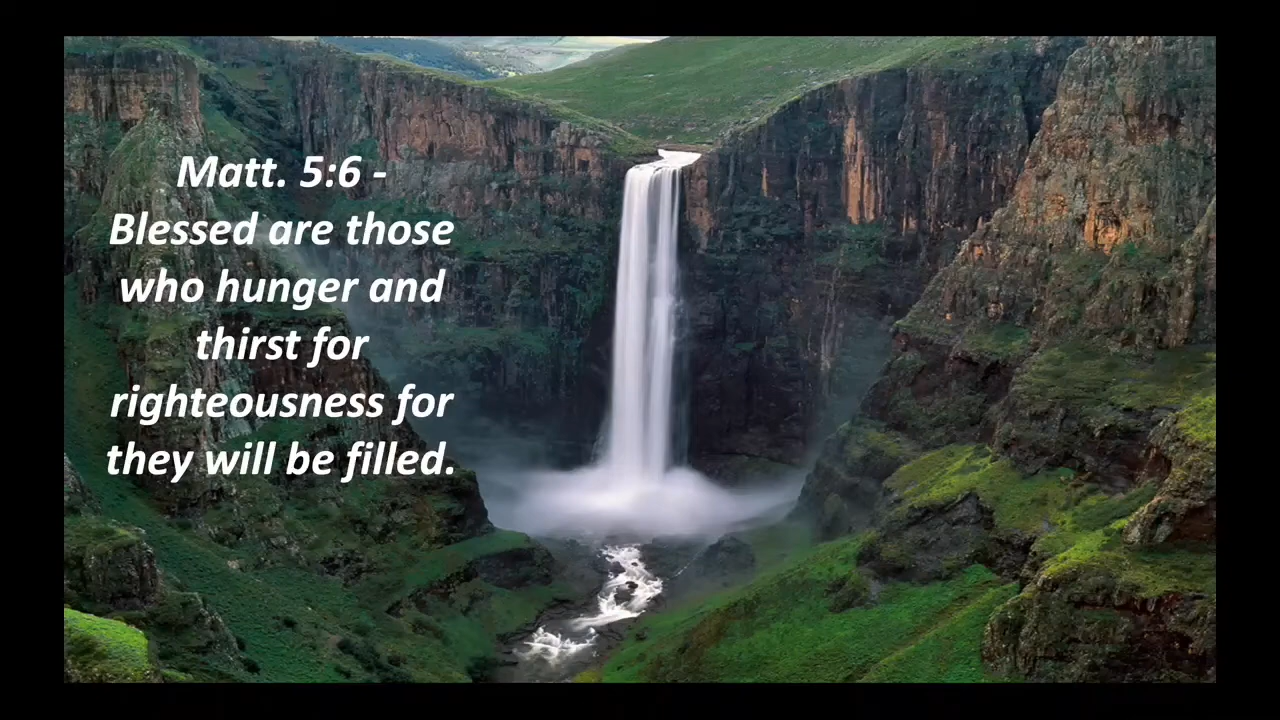 Matt. 5:6 -
Blessed are those
who hunger and
thirst for
righteousness for
they will be filled.